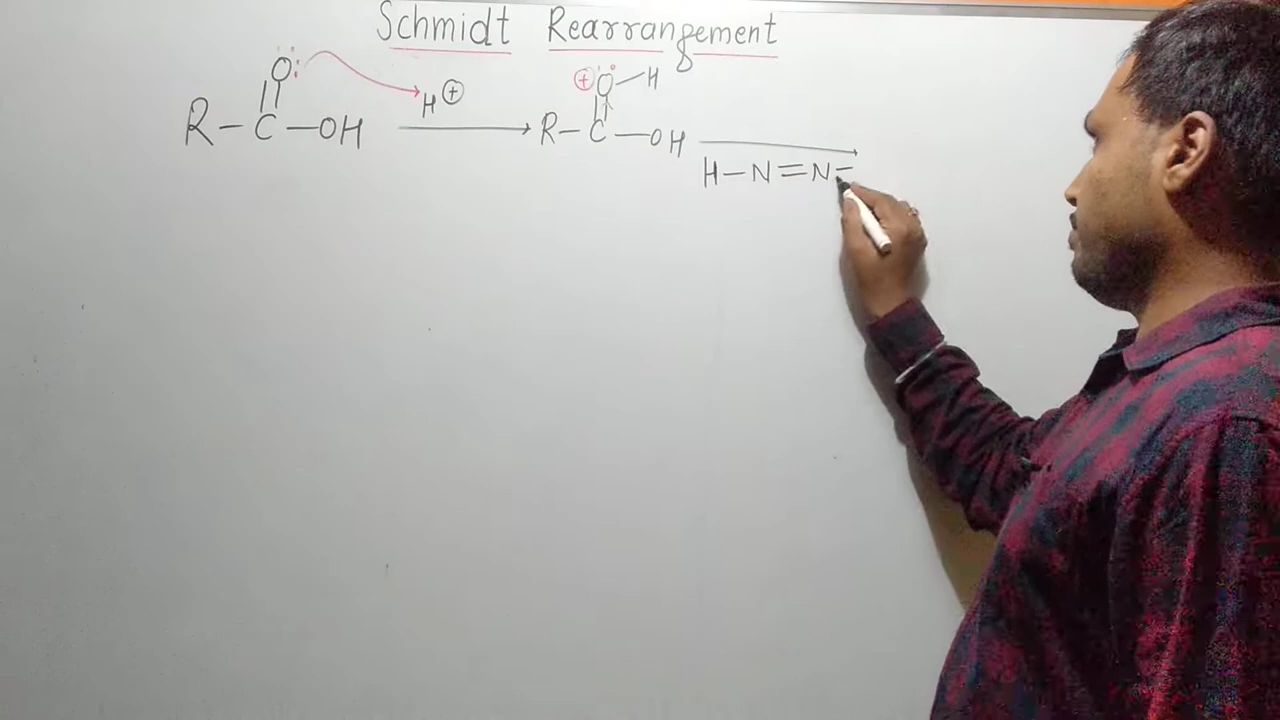 Schmidt Rearrangement
:Ö: ⊕ Ö—H
R—C—OH H⊕ → R—C—OH →
H—N=N=